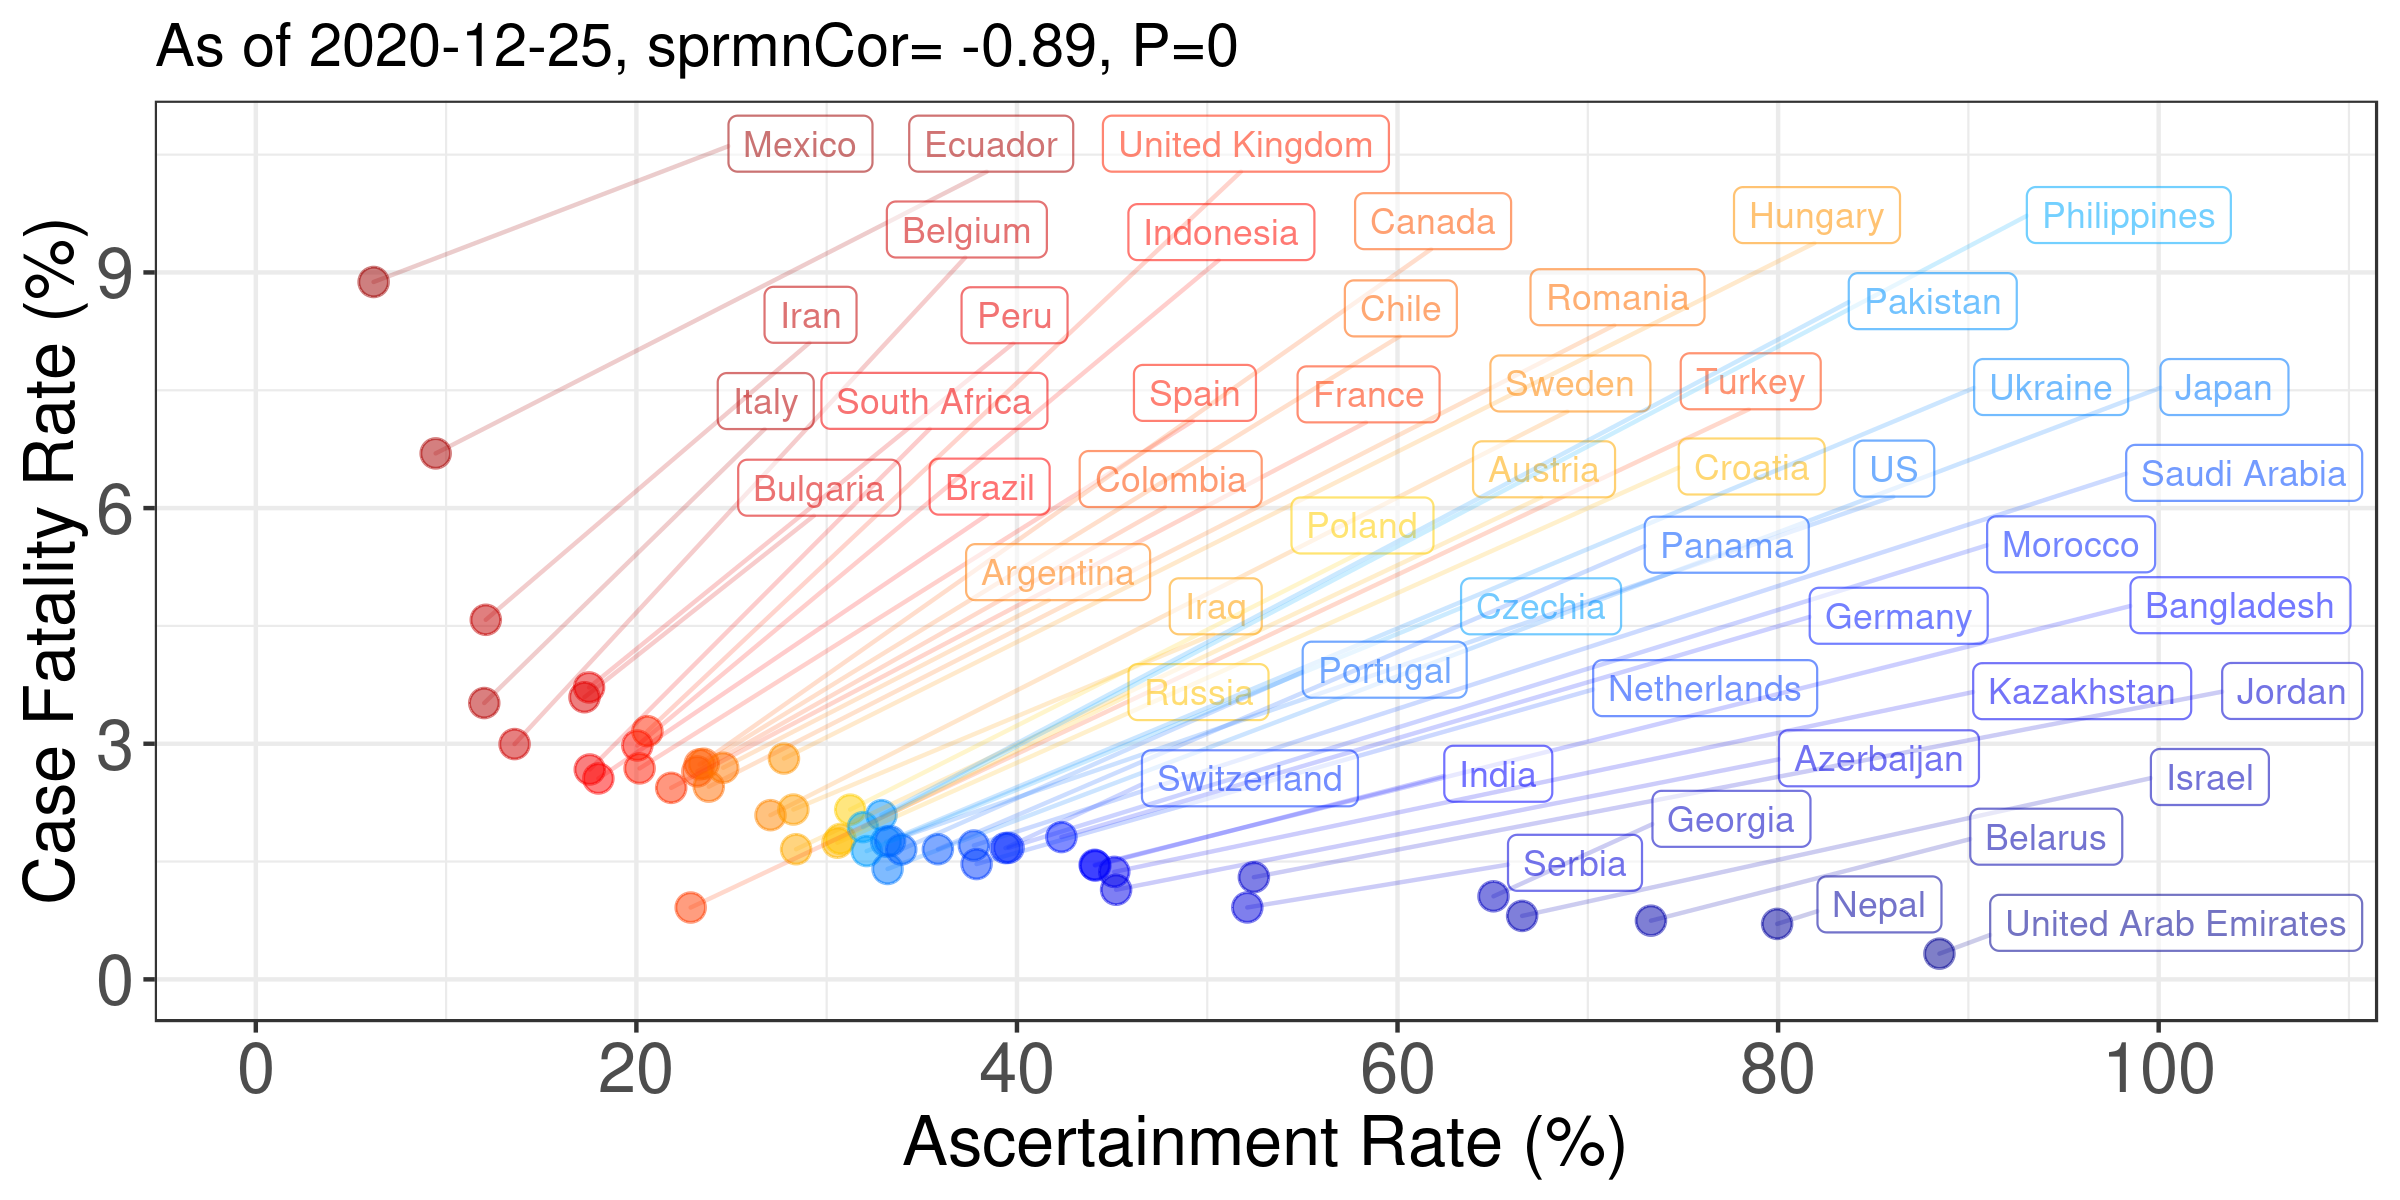 As of 2020-12-25, sprmnCor= -0.89, P=0
Case Fatality Rate (%)
9
6
3
0
Mexico
Ecuador
United Kingdom
Belgium
Indonesia
Canada
Hungary
Philippines
Iran
Peru
Chile
Romania
Pakistan
Italy
South Africa
Spain
France
Sweden
Turkey
Ukraine
Japan
Bulgaria
Brazil
Colombia
Austria
Croatia
US
Saudi Arabia
Poland
Panama
Morocco
Argentina
Iraq
Czechia
Germany
Bangladesh
Russia
Portugal
Netherlands
Kazakhstan
Jordan
Switzerland
India
Azerbaijan
Israel
Georgia
Belarus
Serbia
Nepal
United Arab Emirates
0
20
40
60
80
100
Ascertainment Rate (%)